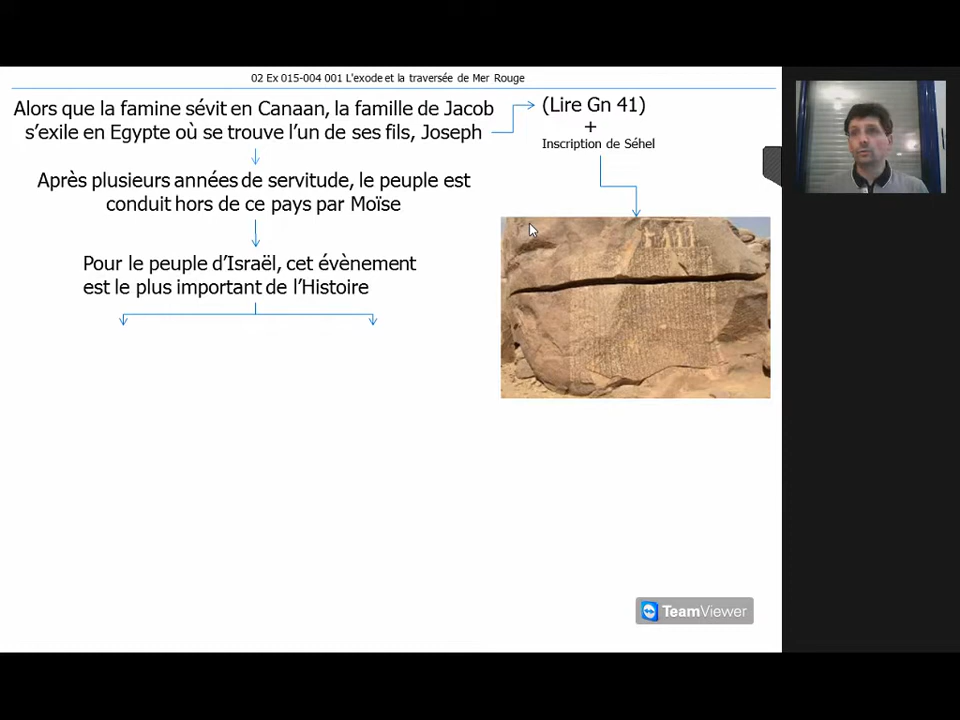 02 Ex 015-004 001 L'exode et la traversée de Mer Rouge
Alors que la famine sévit en Canaan, la famille de Jacob
s'exile en Egypte où se trouve l'un de ses fils, Joseph
(Lire Gn 41)
+
Inscription de Séhel
Après plusieurs années de servitude, le peuple est
conduit hors de ce pays par Moïse
Pour le peuple d'Israël, cet évènement
est le plus important de l'Histoire
TeamViewer